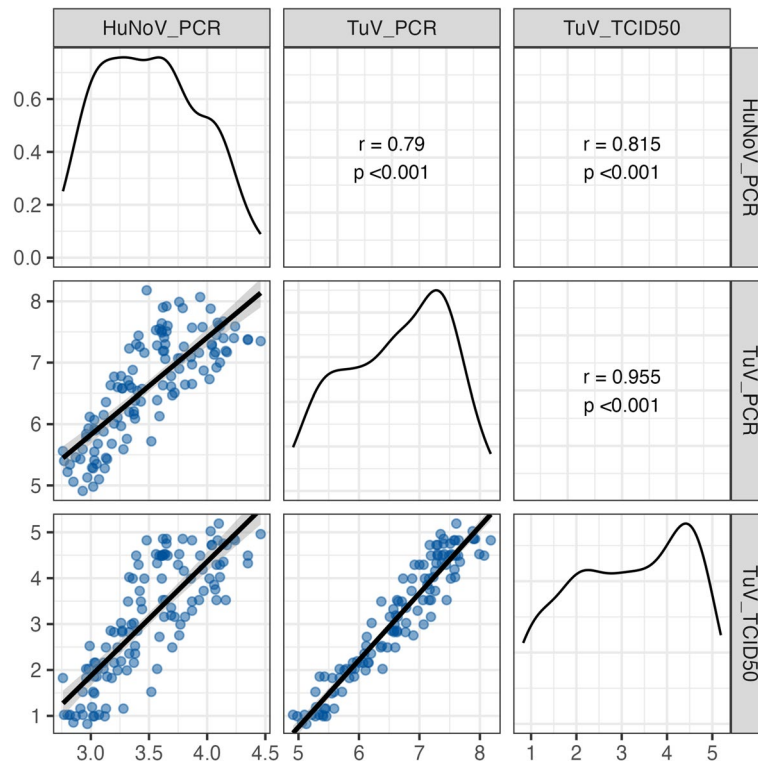 HuNoV_PCR TuV_PCR TuV_TCID50
0.6
0.4
0.2
0.0
r = 0.79
p <0.001
r = 0.815
p <0.001
HuNoV_PCR
8
7
6
5
r = 0.955
p <0.001
TuV_PCR
5
4
3
2
1
TuV_TCID50
3.0 3.5 4.0 4.5 5 6 7 8 1 2 3 4 5